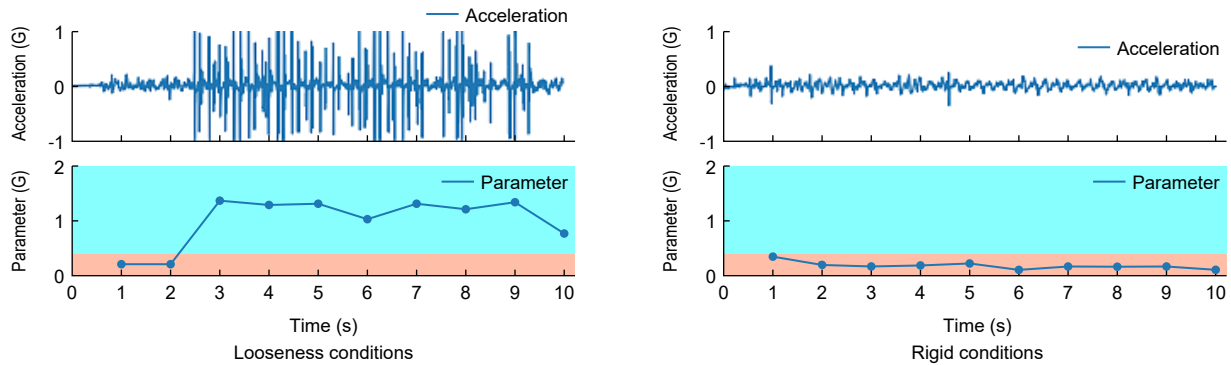 Acceleration
Acceleration (G)
1
0
-1
Parameter
Parameter (G)
2
1
0
0 1 2 3 4 5 6 7 8 9 10
Time (s)
Looseness conditions
Acceleration
Acceleration (G)
1
0
-1
Parameter
Parameter (G)
2
1
0
0 1 2 3 4 5 6 7 8 9 10
Time (s)
Rigid conditions